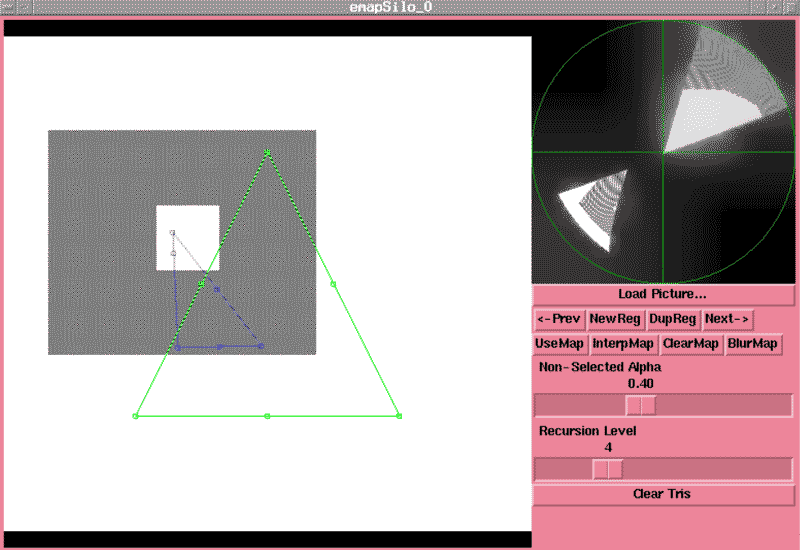 emapSilo_0
Load Picture...
<-Prev NewReg DupReg Next->
UseMap InterpMap ClearMap BlurMap
Non-Selected Alpha
0.40
Recursion Level
4
Clear Tris